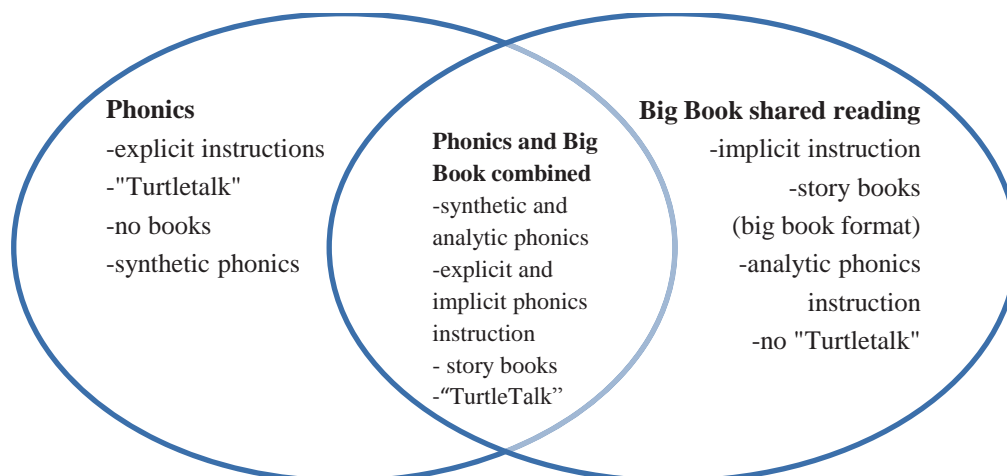 Phonics
-explicit instructions
-"Turtletalk"
-no books
-synthetic phonics
Phonics and Big
Book combined
-synthetic and
analytic phonics
-explicit and
implicit phonics
instruction
- story books
-“TurtleTalk”
Big Book shared reading
-implicit instruction
-story books
(big book format)
-analytic phonics
instruction
-no "Turtletalk"